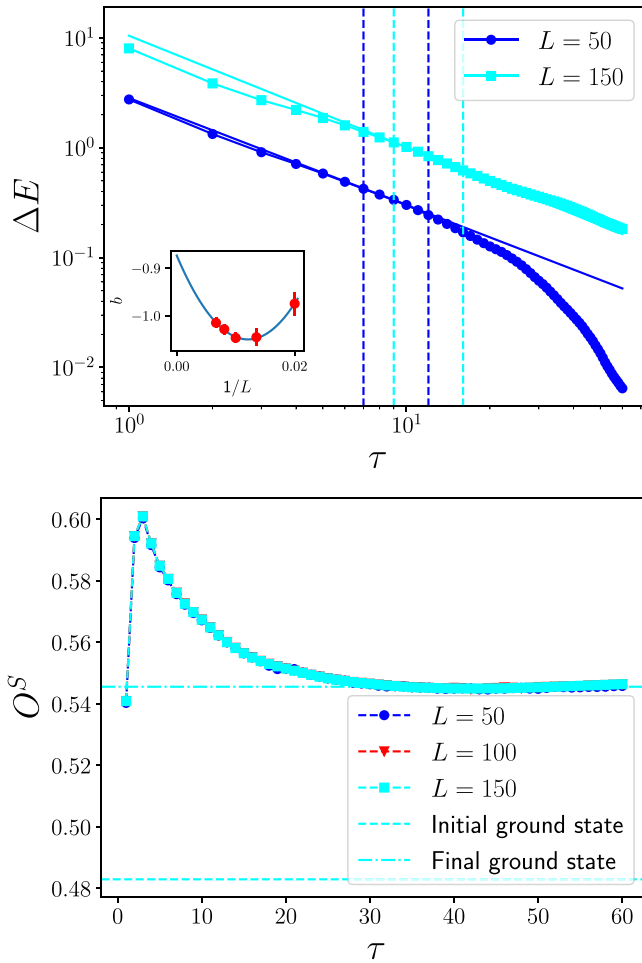 10^1
10^0
10^{-1}
10^{-2}
ΔE
L = 50
L = 150
−0.9
−1.0
b
0.00
0.02
1/L
10^0
10^1
τ
0.60
0.58
0.56
0.54
0.52
0.50
0.48
O^S
L = 50
L = 100
L = 150
Initial ground state
Final ground state
0
10
20
30
40
50
60
τ